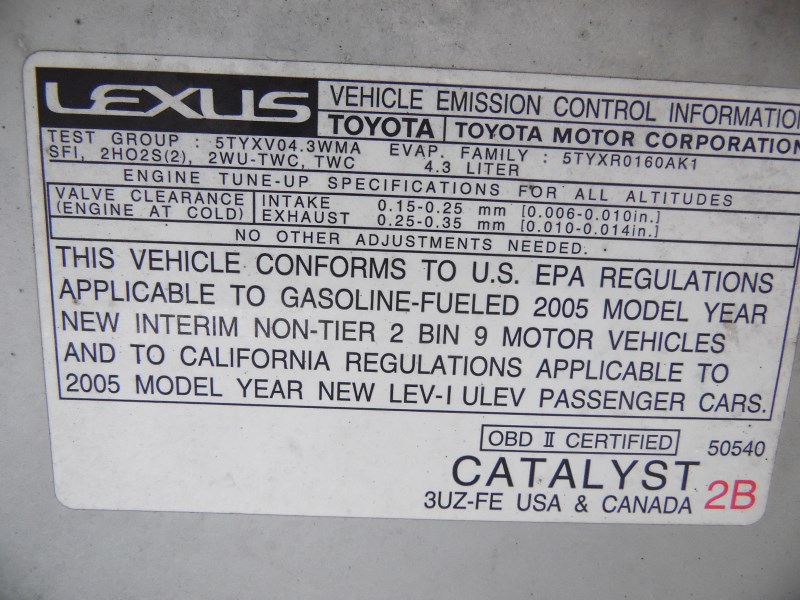 LEXUS VEHICLE EMISSION CONTROL INFORMATION
TOYOTA TOYOTA MOTOR CORPORATION
TEST GROUP : 5TYXV04.3WMA EVAP. FAMILY : 5TYXR0160AK1
SFI, 2HO2S(2), 2WU-TWC, TWC 4.3 LITER
ENGINE TUNE-UP SPECIFICATIONS FOR ALL ALTITUDES
VALVE CLEARANCE INTAKE 0.15-0.25 mm [0.006-0.010in.]
(ENGINE AT COLD) EXHAUST 0.25-0.35 mm [0.010-0.014in.]
NO OTHER ADJUSTMENTS NEEDED.
THIS VEHICLE CONFORMS TO U.S. EPA REGULATIONS
APPLICABLE TO GASOLINE-FUELED 2005 MODEL YEAR
NEW INTERIM NON-TIER 2 BIN 9 MOTOR VEHICLES
AND TO CALIFORNIA REGULATIONS APPLICABLE TO
2005 MODEL YEAR NEW LEV-I ULEV PASSENGER CARS.
OBD II CERTIFIED 50540
CATALYST
3UZ-FE USA & CANADA 2B